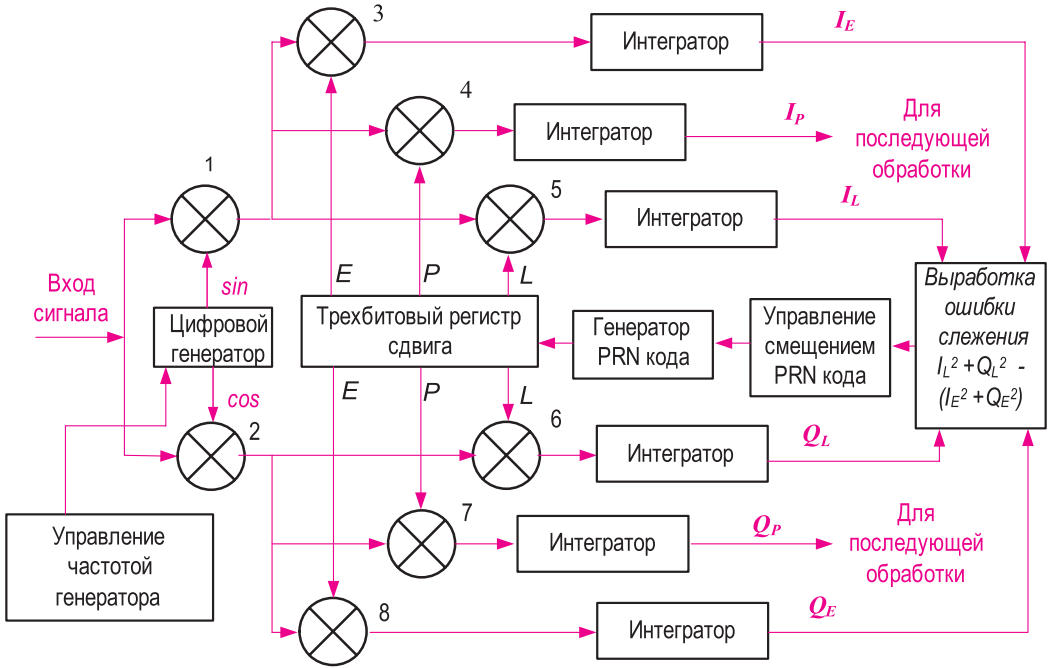 3
Интегратор
I_E
4
Интегратор
I_P
Для
последующей
обработки
1
5
Интегратор
I_L
Вход
сигнала
sin
E
P
L
Цифровой
генератор
Трехбитовый регистр
сдвига
Генератор
PRN кода
Управление
смещением
PRN кода
Выработка
ошибки
слежения
I_L² + Q_L² -
(I_E² + Q_E²)
cos
E
P
L
2
6
Интегратор
Q_L
Управление
частотой
генератора
7
Интегратор
Q_P
Для
последующей
обработки
8
Интегратор
Q_E